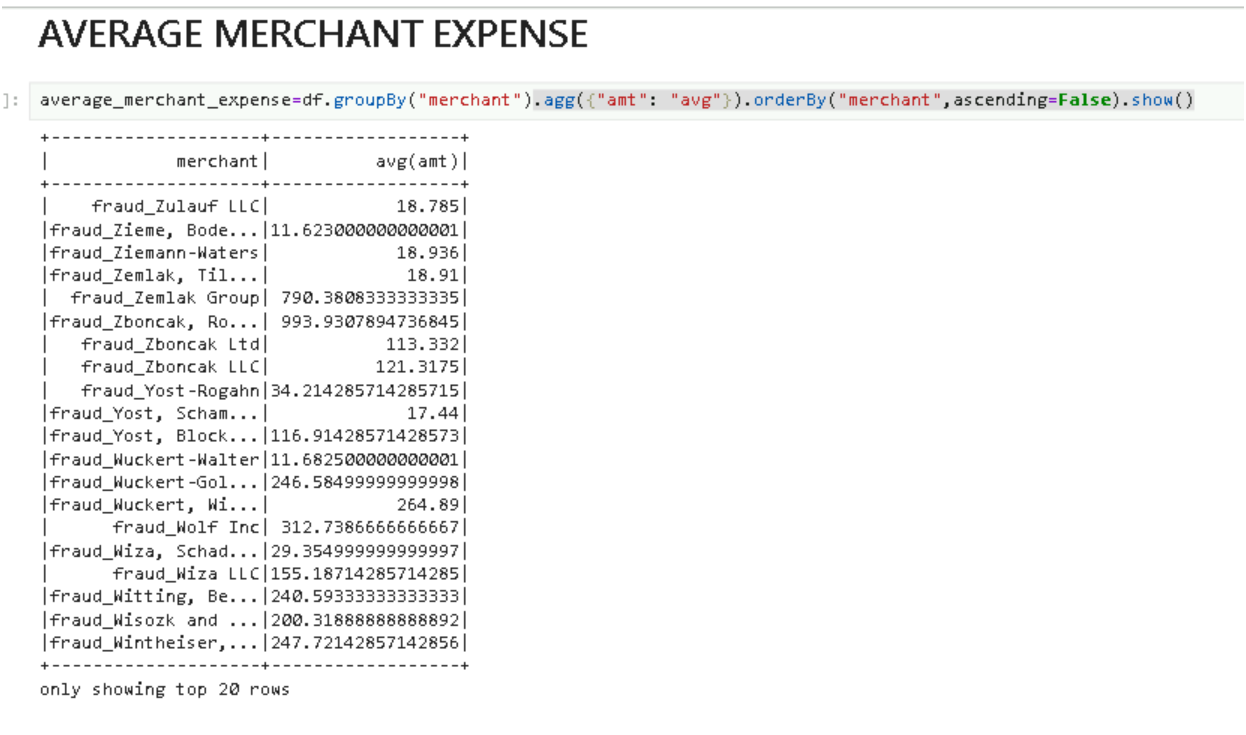 AVERAGE MERCHANT EXPENSE
]: average_merchant_expense=df.groupBy("merchant").agg({"amt": "avg"}).orderBy("merchant",ascending=False).show()
+--------------------+------------------+
|            merchant|          avg(amt)|
+--------------------+------------------+
|    fraud_Zulauf LLC|            18.785|
|fraud_Zieme, Bode...|11.623000000000001|
|fraud_Ziemann-Waters|            18.936|
|fraud_Zemlak, Til...|             18.91|
|  fraud_Zemlak Group| 790.3808333333335|
|fraud_Zboncak, Ro...| 993.9307894736845|
|   fraud_Zboncak Ltd|           113.332|
|   fraud_Zboncak LLC|          121.3175|
|   fraud_Yost-Rogahn|34.214285714285715|
|fraud_Yost, Scham...|             17.44|
|fraud_Yost, Block...|116.91428571428573|
|fraud_Wuckert-Walter|11.682500000000001|
|fraud_Wuckert-Gol...|246.58499999999998|
|fraud_Wuckert, Wi...|            264.89|
|      fraud_Wolf Inc| 312.7386666666667|
|fraud_Wiza, Schad...|29.354999999999997|
|      fraud_Wiza LLC|155.18714285714285|
|fraud_Witting, Be...|240.59333333333333|
|fraud_Wisozk and ...|200.31888888888892|
|fraud_Wintheiser,...|247.72142857142856|
+--------------------+------------------+
only showing top 20 rows